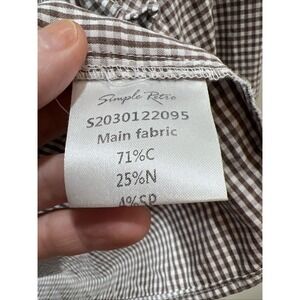 Simple Retro
S2030122095
Main fabric
71%C
25%N
4%SP